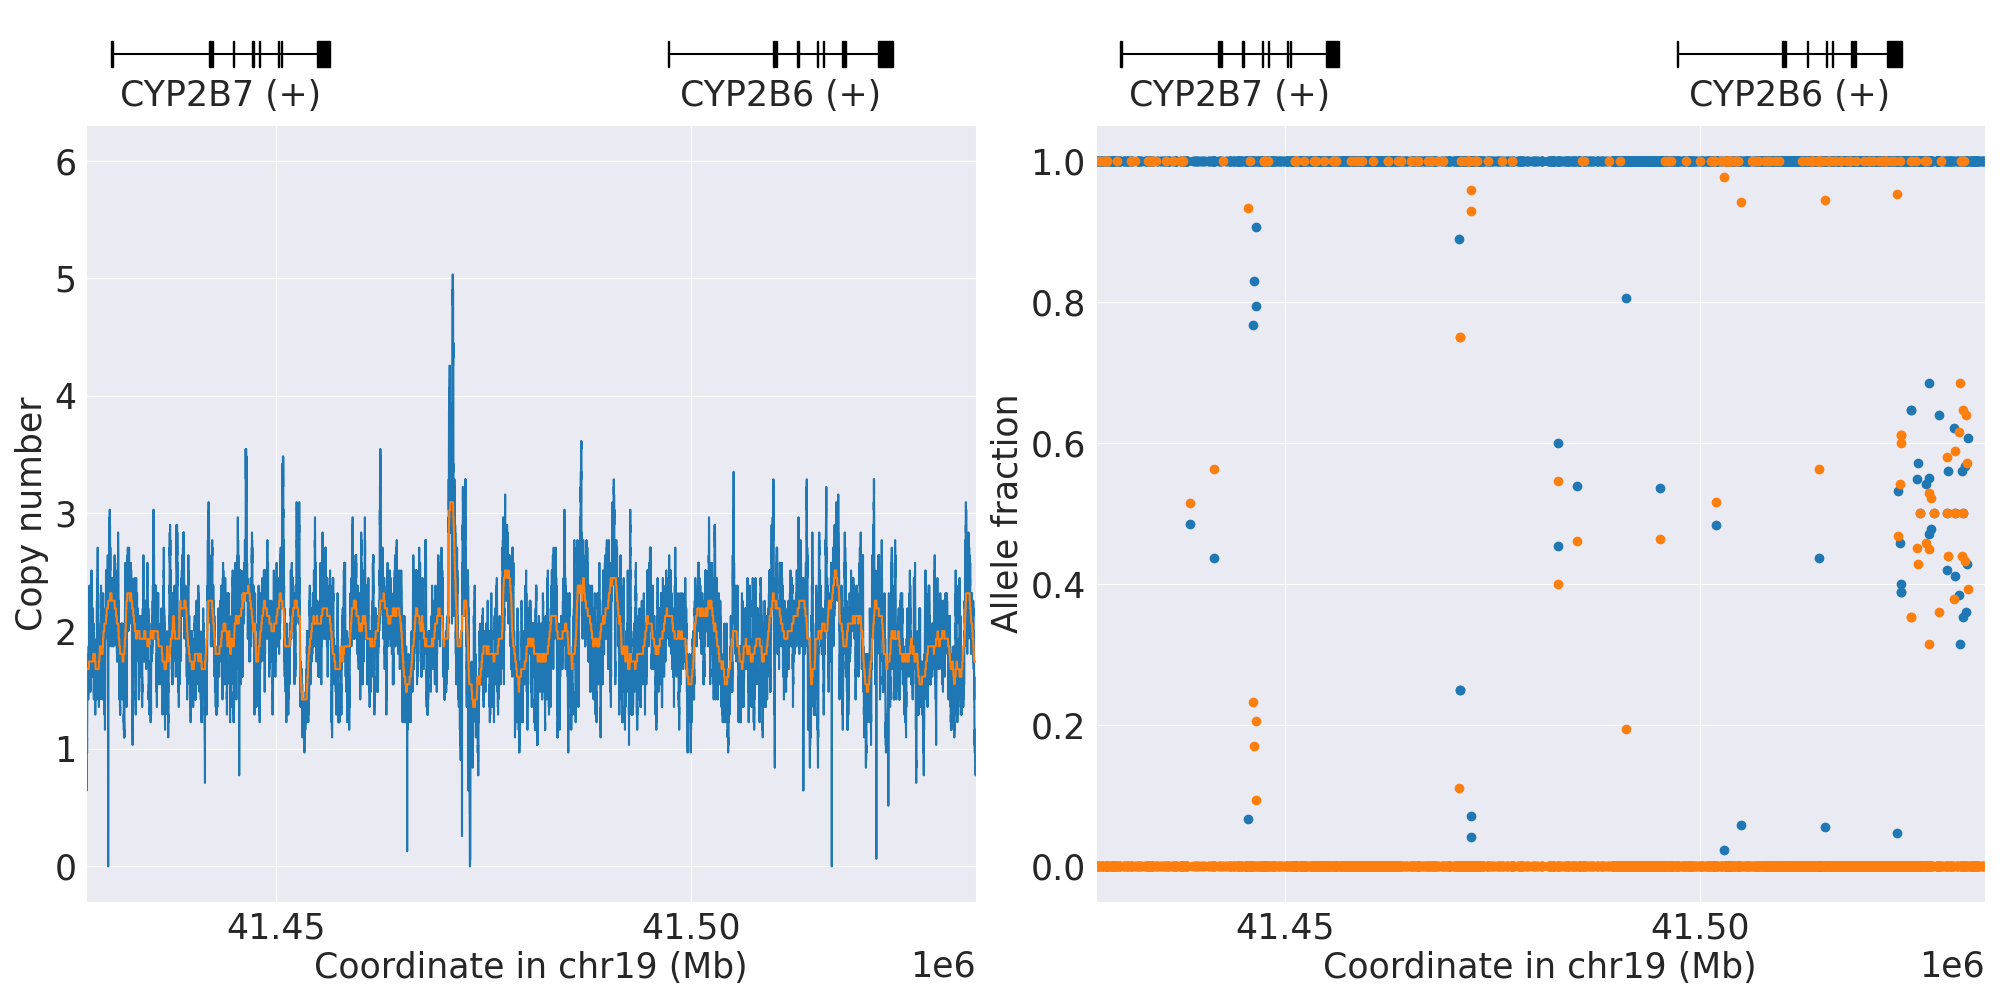 CYP2B7 (+)
CYP2B6 (+)
CYP2B7 (+)
CYP2B6 (+)
6
5
4
3
2
1
0
Copy number
41.45
41.50
Coordinate in chr19 (Mb)
1e6
1.0
0.8
0.6
0.4
0.2
0.0
Allele fraction
41.45
41.50
Coordinate in chr19 (Mb)
1e6